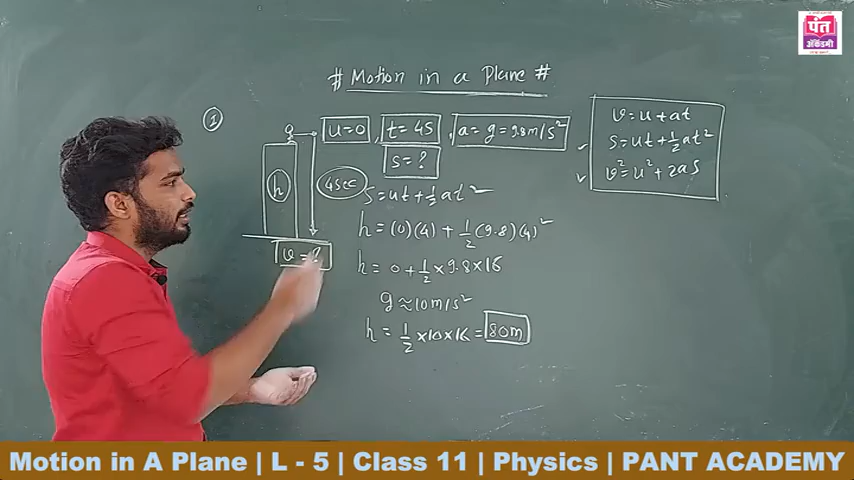 पंत
अ‍ॅकॅडमी
# Motion in a Plane #
1
u=0, t=4s, a=g=9.8m/s²
s=?
h
4sec
v=?
s=ut+½at²
h=(0)(4)+½(9.8)(4)²
h=0+½×9.8×16
g≈10m/s²
h=½×10×16=80m
v=u+at
s=ut+½at²
v²=u²+2as
Motion in A Plane | L - 5 | Class 11 | Physics | PANT ACADEMY